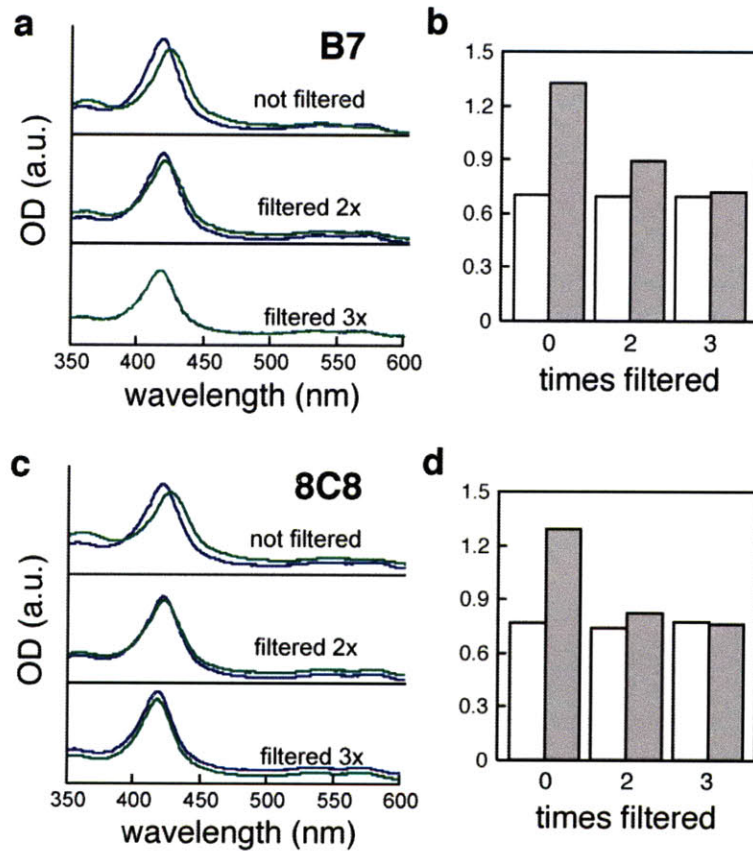 a
B7
not filtered
filtered 2x
filtered 3x
OD (a.u.)
350 400 450 500 550 600
wavelength (nm)
b
1.5
1.2
0.9
0.6
0.3
0
0 2 3
times filtered
c
8C8
not filtered
filtered 2x
filtered 3x
OD (a.u.)
350 400 450 500 550 600
wavelength (nm)
d
1.5
1.2
0.9
0.6
0.3
0
0 2 3
times filtered